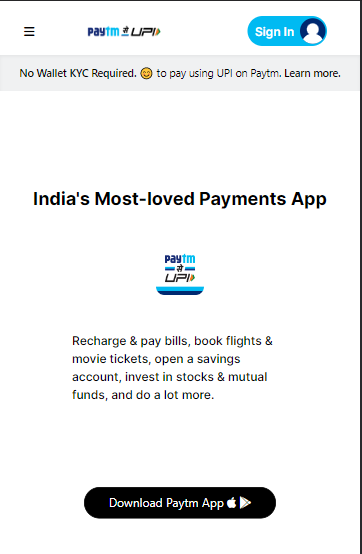 paytm से UPI
Sign In
No Wallet KYC Required. 😊 to pay using UPI on Paytm. Learn more.
India's Most-loved Payments App
paytm
से
UPI
Recharge & pay bills, book flights &
movie tickets, open a savings
account, invest in stocks & mutual
funds, and do a lot more.
Download Paytm App